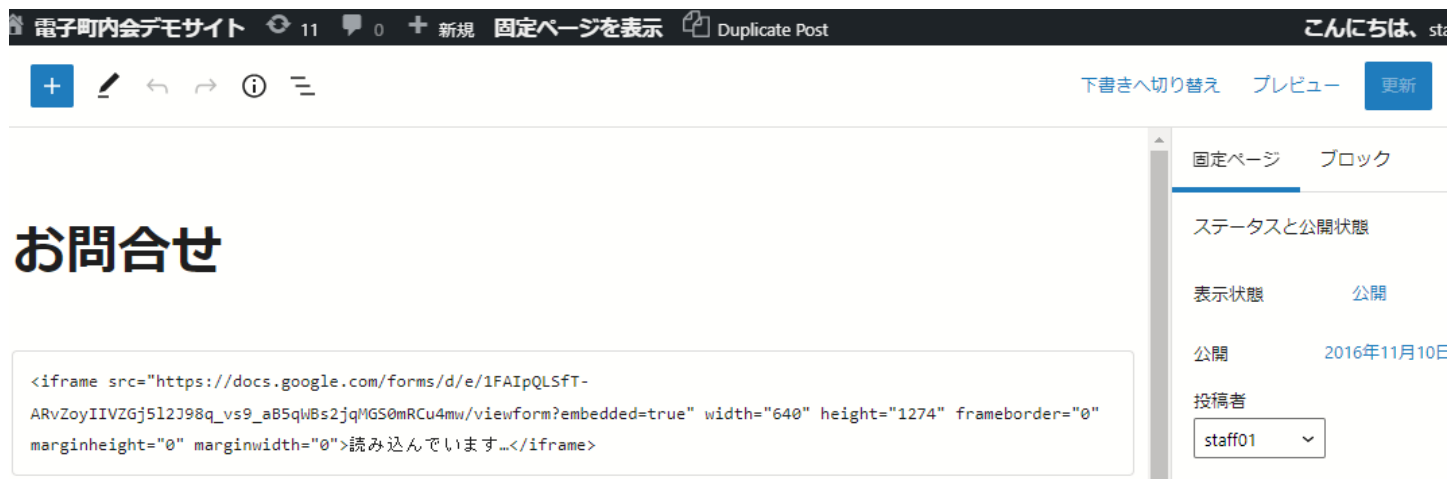 電子町内会デモサイト 11 0 新規 固定ページを表示 Duplicate Post こんにちは、sta
下書きへ切り替え プレビュー 更新
固定ページ ブロック
お問合せ
<iframe src="https://docs.google.com/forms/d/e/1FAIpQLSfT-
ARvZoyIIVZGj5l2J98q_vs9_aB5qWBs2jqMGS0mRCu4mw/viewform?embedded=true" width="640" height="1274" frameborder="0"
marginheight="0" marginwidth="0">読み込んでいます…</iframe>
ステータスと公開状態
表示状態 公開
公開 2016年11月10日
投稿者
staff01